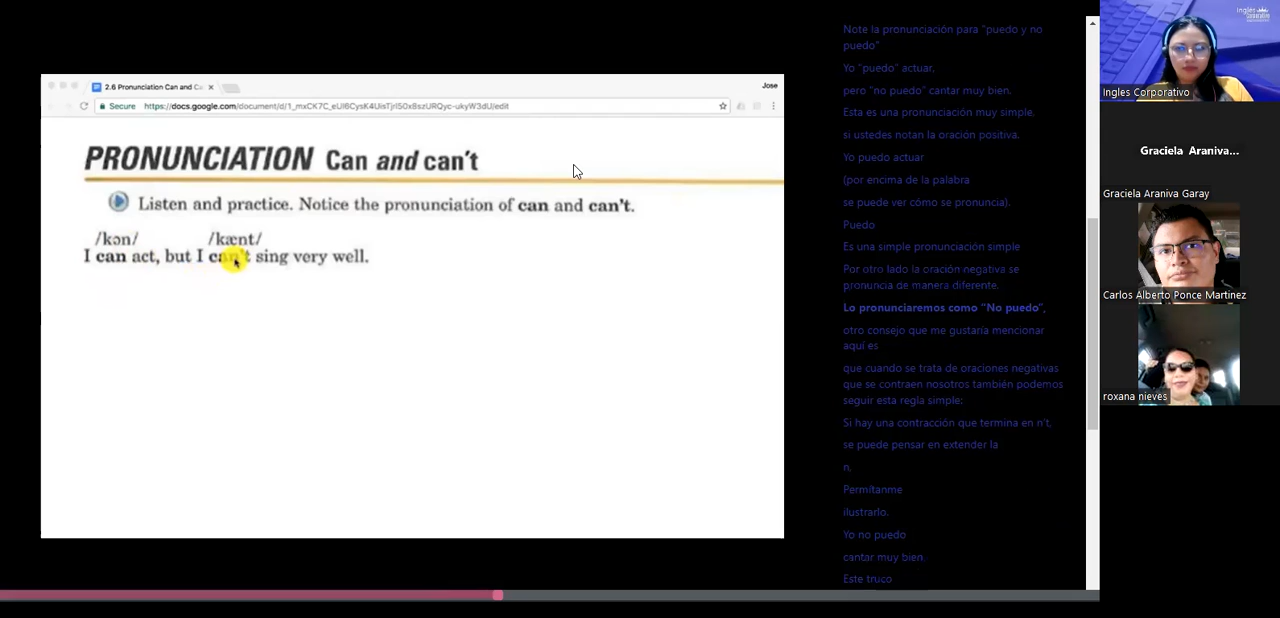 2.6 Pronunciation Can and Ca
Jose
Secure https://docs.google.com/document/d/
PRONUNCIATION Can and can't
Listen and practice. Notice the pronunciation of can and can't.
/kən/ /kænt/
I can act, but I can't sing very well.
Note la pronunciación para "puedo y no
puedo"
Yo "puedo" actuar,
pero "no puedo" cantar muy bien,
Esta es una pronunciación muy simple,
si ustedes notan la oración positiva,
Yo puedo actuar
(por encima de la palabra
se puede ver cómo se pronuncia).
Puedo
Es una simple pronunciación simple
Por otro lado la oración negativa se
pronuncia de manera diferente.
Lo pronunciaremos como "No puedo",
otro consejo que me gustaría mencionar
aquí es
que cuando se trata de oraciones negativas
que se contraen nosotros también podemos
seguir esta regla simple:
Si hay una contracción que termina en n't,
se puede pensar en extender la
n,
Permítanme
ilustrarlo.
Yo no puedo
cantar muy bien.
Este truco
ingles
Ingles Corporativo
Graciela Araniva...
Graciela Araniva Garay
Carlos Alberto Ponce Martinez
roxana nieves